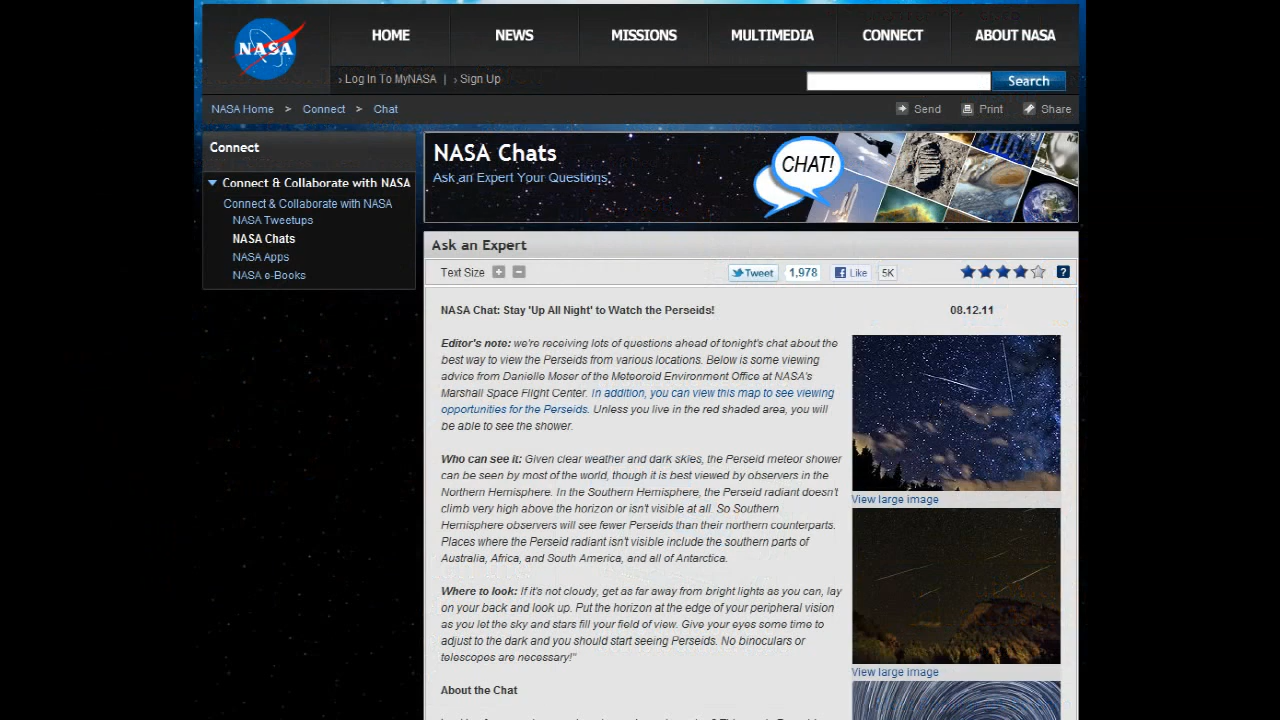 NASA
HOME
NEWS
MISSIONS
MULTIMEDIA
CONNECT
ABOUT NASA
› Log In To MyNASA | › Sign Up
Search
NASA Home > Connect > Chat
Send
Print
Share
Connect
Connect & Collaborate with NASA
Connect & Collaborate with NASA
NASA Tweetups
NASA Chats
NASA Apps
NASA e-Books
NASA Chats
Ask an Expert Your Questions
CHAT!
Ask an Expert
Text Size + −
Tweet 1,978
Like 5K
?
NASA Chat: Stay 'Up All Night' to Watch the Perseids!
08.12.11
Editor's note: we're receiving lots of questions ahead of tonight's chat about the
best way to view the Perseids from various locations. Below is some viewing
advice from Danielle Moser of the Meteoroid Environment Office at NASA's
Marshall Space Flight Center. In addition, you can view this map to see viewing
opportunities for the Perseids. Unless you live in the red shaded area, you will
be able to see the shower.
Who can see it: Given clear weather and dark skies, the Perseid meteor shower
can be seen by most of the world, though it is best viewed by observers in the
Northern Hemisphere. In the Southern Hemisphere, the Perseid radiant doesn't
climb very high above the horizon or isn't visible at all. So Southern
Hemisphere observers will see fewer Perseids than their northern counterparts.
Places where the Perseid radiant isn't visible include the southern parts of
Australia, Africa, and South America, and all of Antarctica.
Where to look: If it's not cloudy, get as far away from bright lights as you can, lay
on your back and look up. Put the horizon at the edge of your peripheral vision
as you let the sky and stars fill your field of view. Give your eyes some time to
adjust to the dark and you should start seeing Perseids. No binoculars or
telescopes are necessary!"
About the Chat
View large image
View large image